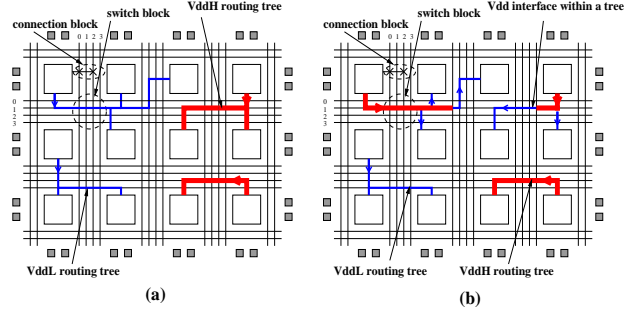 VddH routing tree
switch block
connection block
0 1 2 3
0
1
2
3
VddL routing tree
(a)
Vdd interface within a tree
switch block
connection block
0 1 2 3
0
1
2
3
VddL routing tree
VddH routing tree
(b)